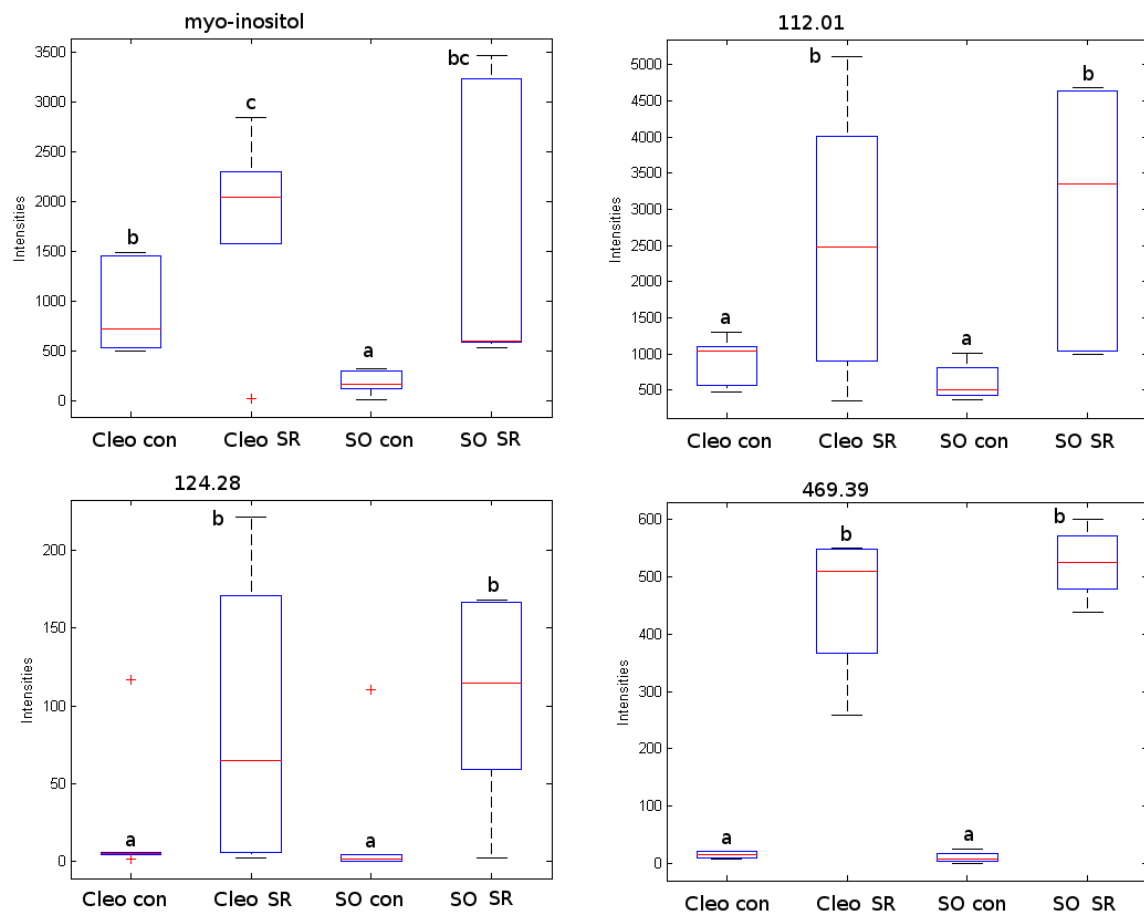 myo-inositol
3500
3000
2500
2000
1500
1000
500
0
Intensities
b
c
a
bc
Cleo con Cleo SR SO con SO SR
112.01
5000
4500
4000
3500
3000
2500
2000
1500
1000
500
Intensities
a
b
a
b
Cleo con Cleo SR SO con SO SR
124.28
200
150
100
50
0
Intensities
a
b
a
b
Cleo con Cleo SR SO con SO SR
469.39
600
500
400
300
200
100
0
Intensities
a
b
a
b
Cleo con Cleo SR SO con SO SR